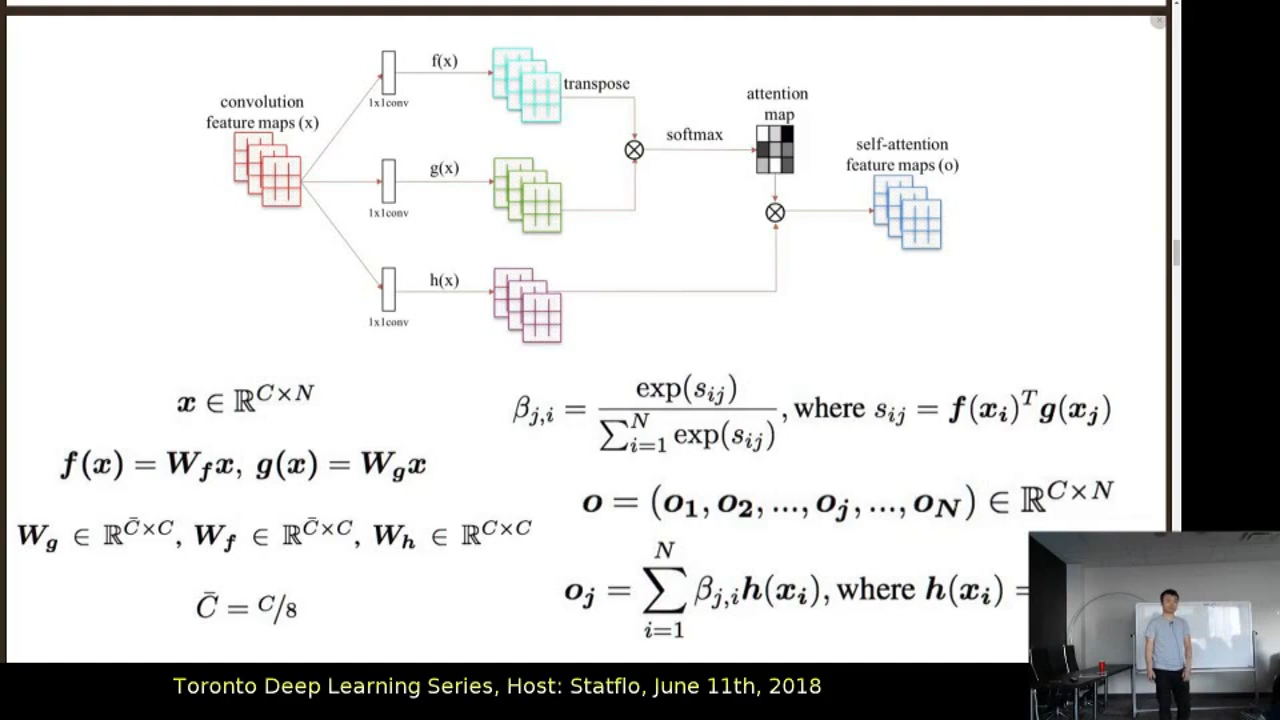 convolution
feature maps (x)
1x1conv
f(x)
transpose
1x1conv
g(x)
1x1conv
h(x)
softmax
attention
map
self-attention
feature maps (o)
x ∈ ℝ^{C×N}
f(x) = W_f x, g(x) = W_g x
W_g ∈ ℝ^{C̄×C}, W_f ∈ ℝ^{C̄×C}, W_h ∈ ℝ^{C×C}
C̄ = C/8
β_{j,i} = exp(s_{ij}) / ∑_{i=1}^{N} exp(s_{ij}), where s_{ij} = f(x_i)^T g(x_j)
o = (o_1, o_2, ..., o_j, ..., o_N) ∈ ℝ^{C×N}
o_j = ∑_{i=1}^{N} β_{j,i} h(x_i), where h(x_i) =
Toronto Deep Learning Series, Host: Statflo, June 11th, 2018